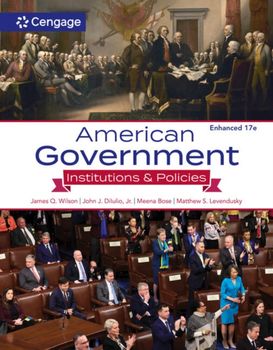 Cengage
Enhanced 17e
American
Government
Institutions & Policies
James Q. Wilson | John J. DiIulio, Jr. | Meena Bose | Matthew S. Levendusky